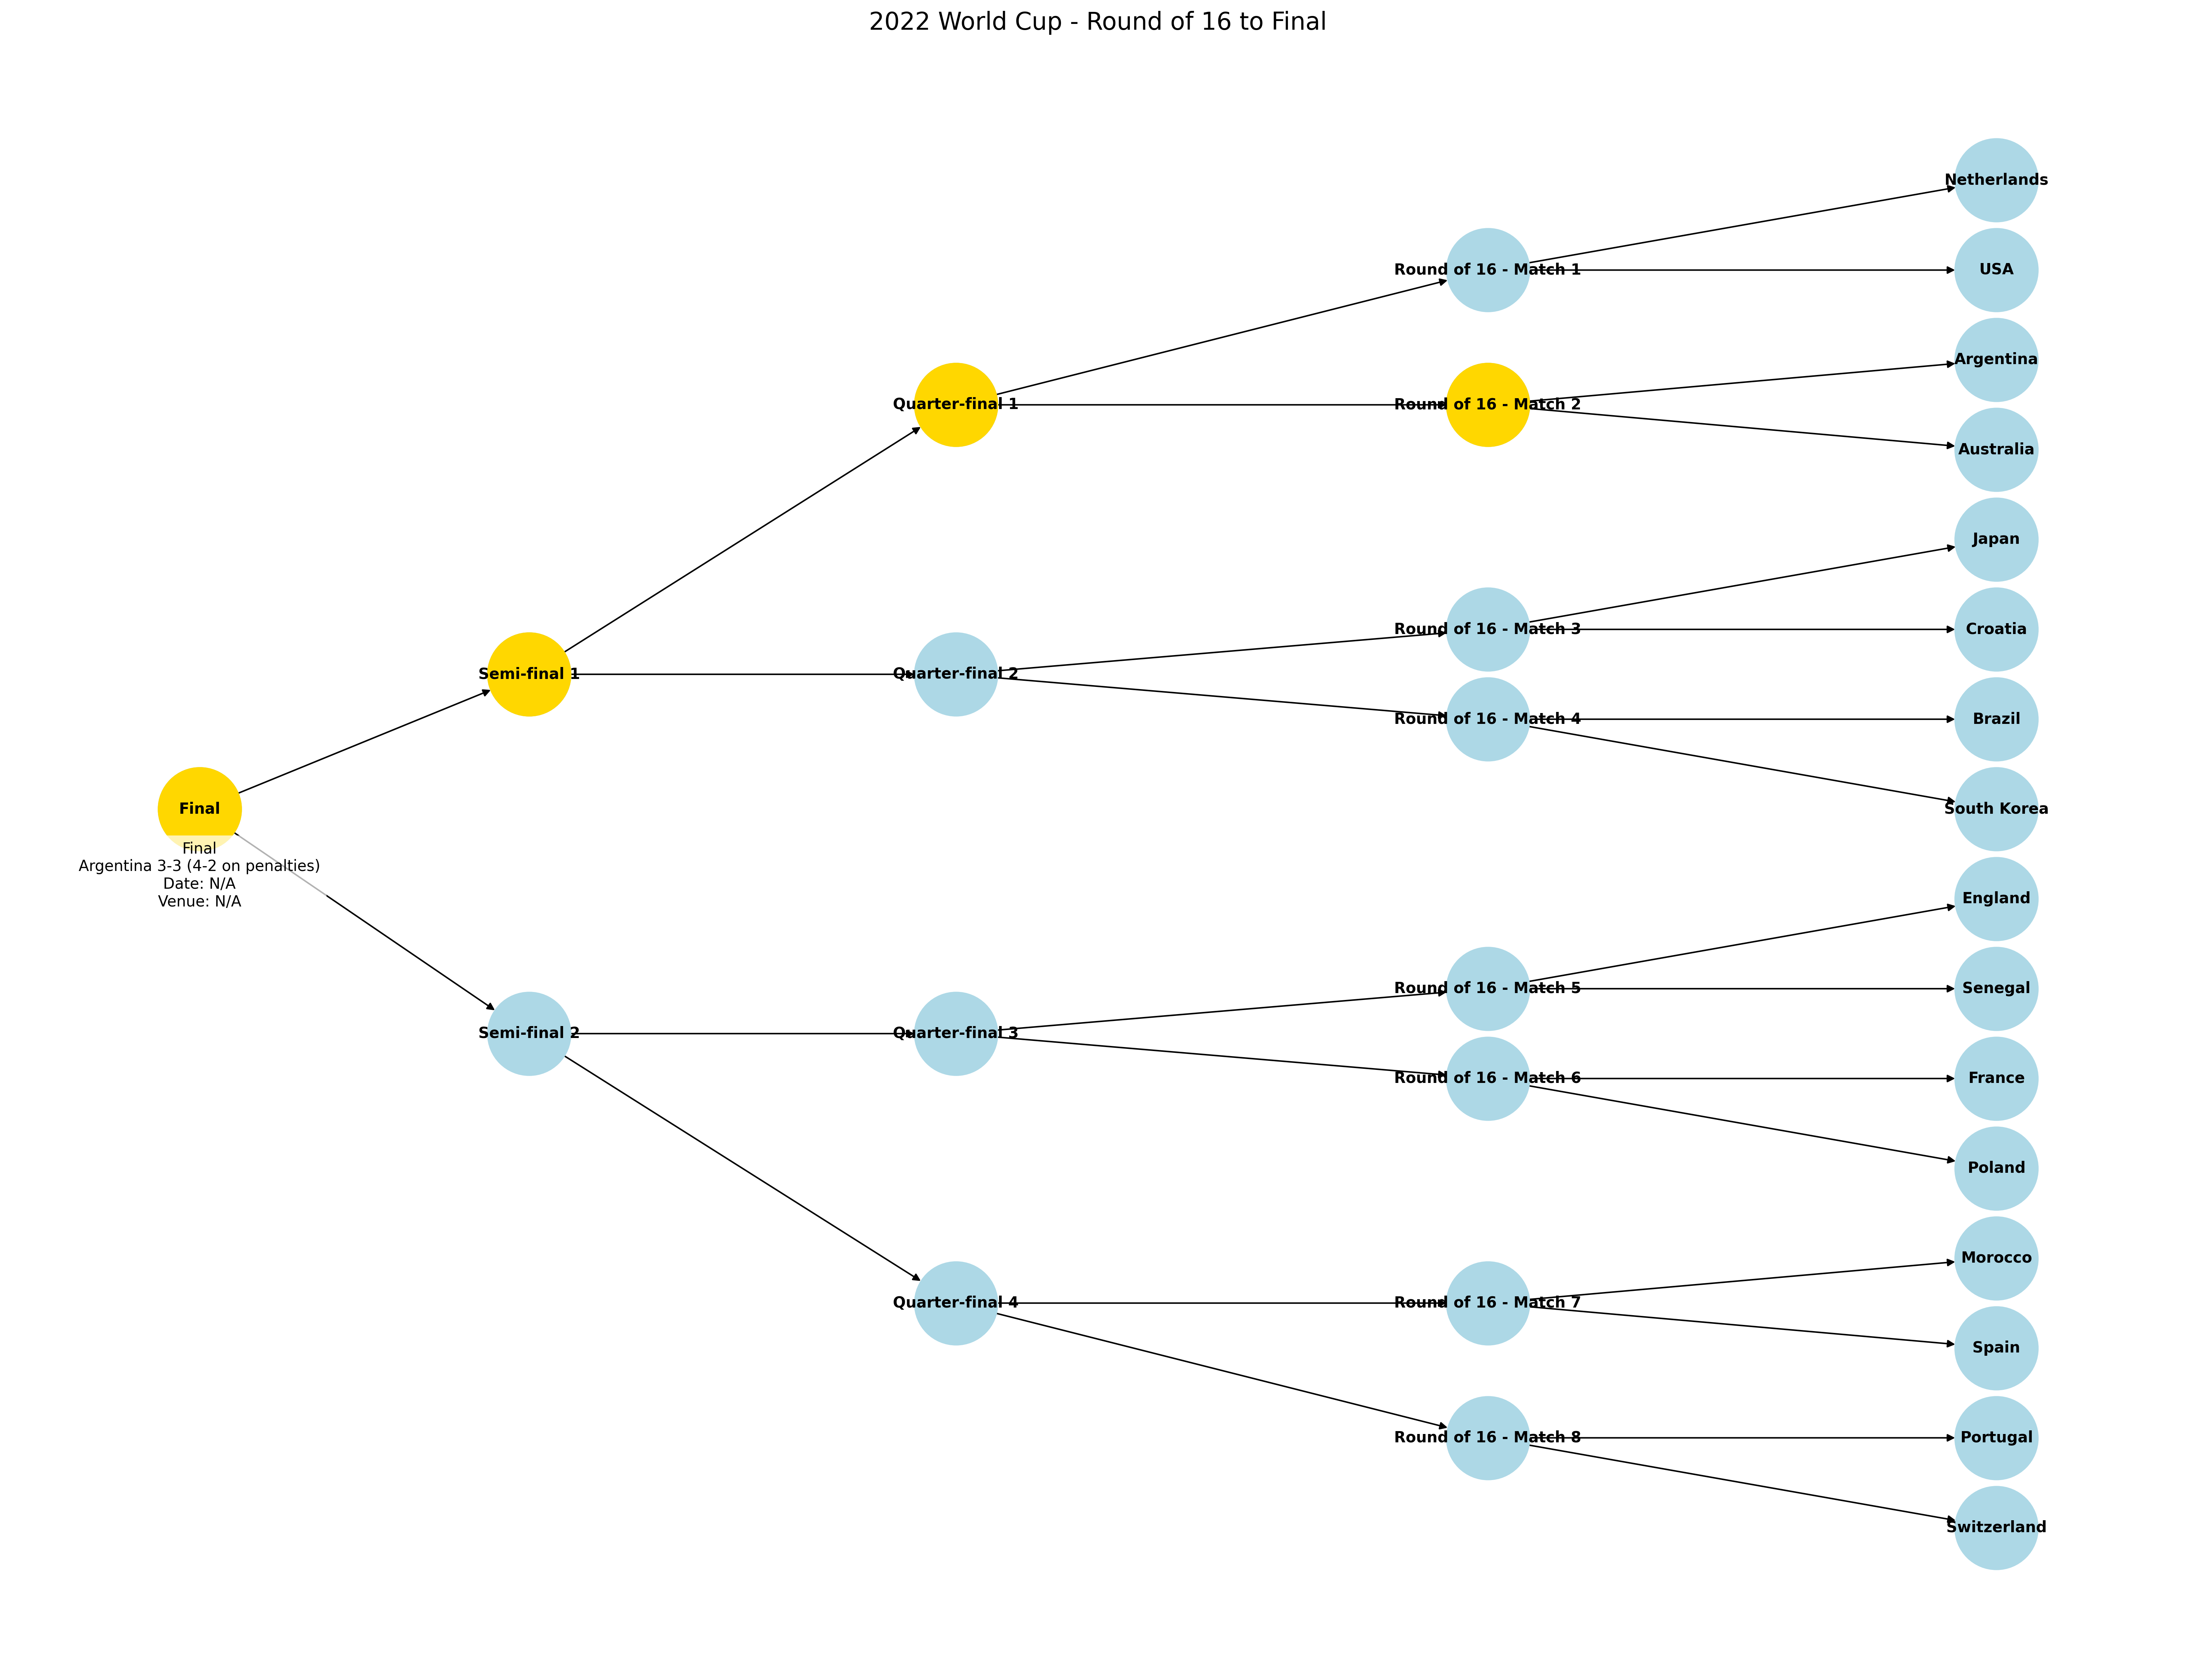 2022 World Cup - Round of 16 to Final
Netherlands
Round of 16 - Match 1
USA
Argentina
Quarter-final 1
Round of 16 - Match 2
Australia
Japan
Round of 16 - Match 3
Croatia
Semi-final 1
Quarter-final 2
Round of 16 - Match 4
Brazil
Final
South Korea
Final
Argentina 3-3 (4-2 on penalties)
Date: N/A
Venue: N/A
England
Round of 16 - Match 5
Senegal
Semi-final 2
Quarter-final 3
Round of 16 - Match 6
France
Poland
Morocco
Quarter-final 4
Round of 16 - Match 7
Spain
Round of 16 - Match 8
Portugal
Switzerland